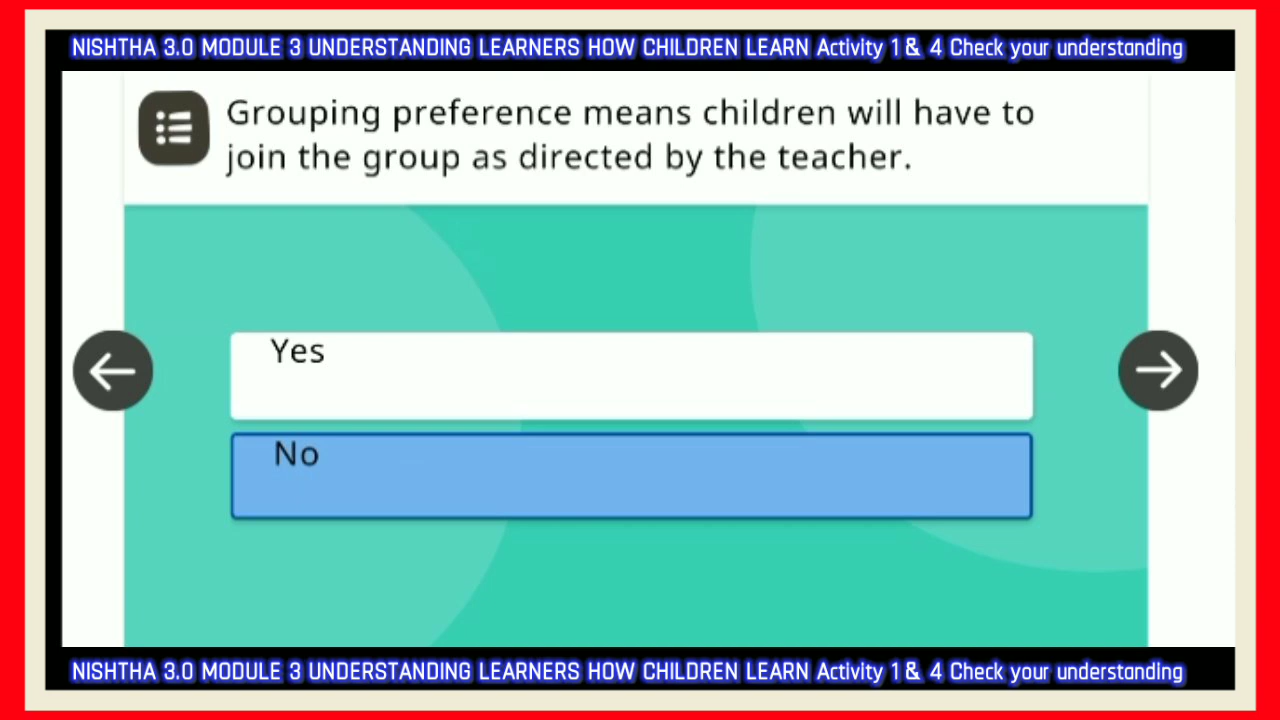 NISHTHA 3.0 MODULE 3 UNDERSTANDING LEARNERS HOW CHILDREN LEARN Activity 1 & 4 Check your understanding
Grouping preference means children will have to
join the group as directed by the teacher.
Yes
No
NISHTHA 3.0 MODULE 3 UNDERSTANDING LEARNERS HOW CHILDREN LEARN Activity 1 & 4 Check your understanding